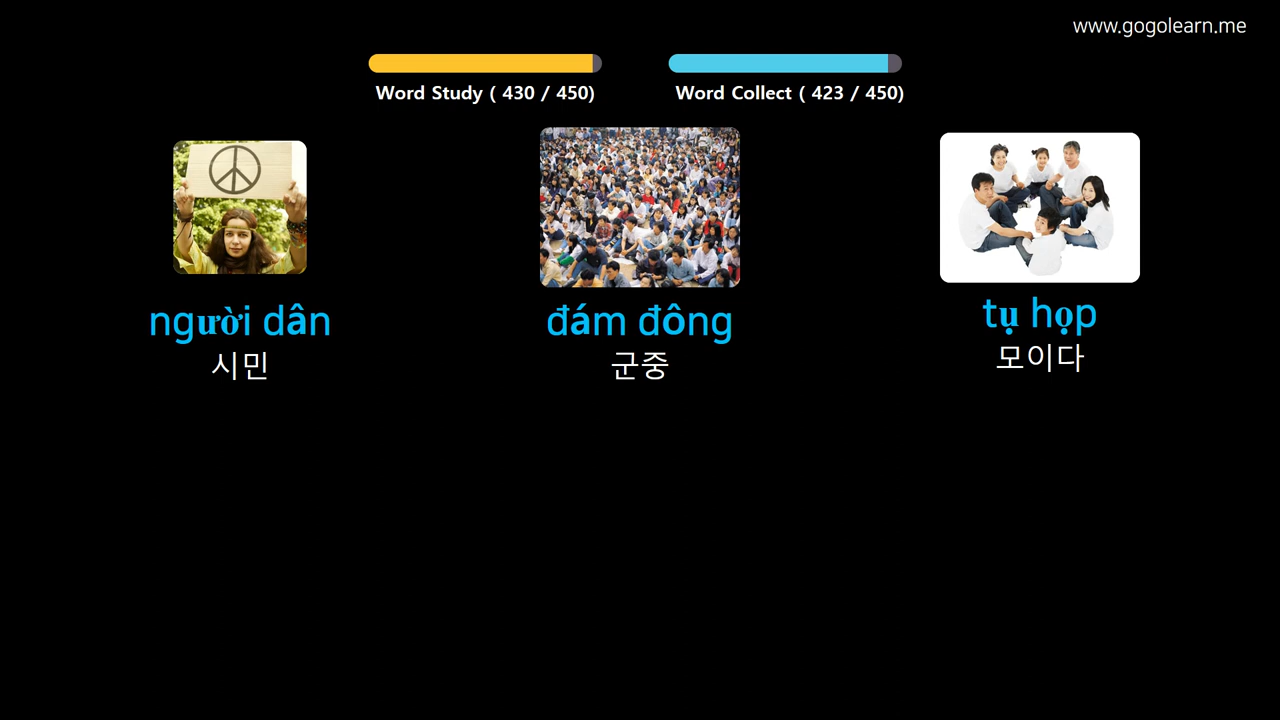 www.gogolearn.me
Word Study ( 430 / 450)
Word Collect ( 423 / 450)
người dân
시민
đám đông
군중
tụ họp
모이다